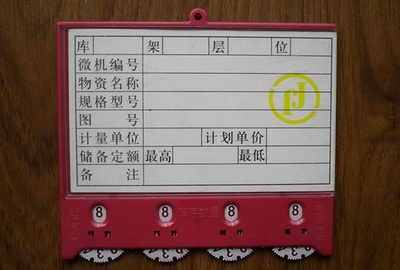 库 架 层 位
微机编号
物资名称
规格型号
图 号
计量单位 计划单价
储备定额 最高 最低
备 注
8 8 8 8